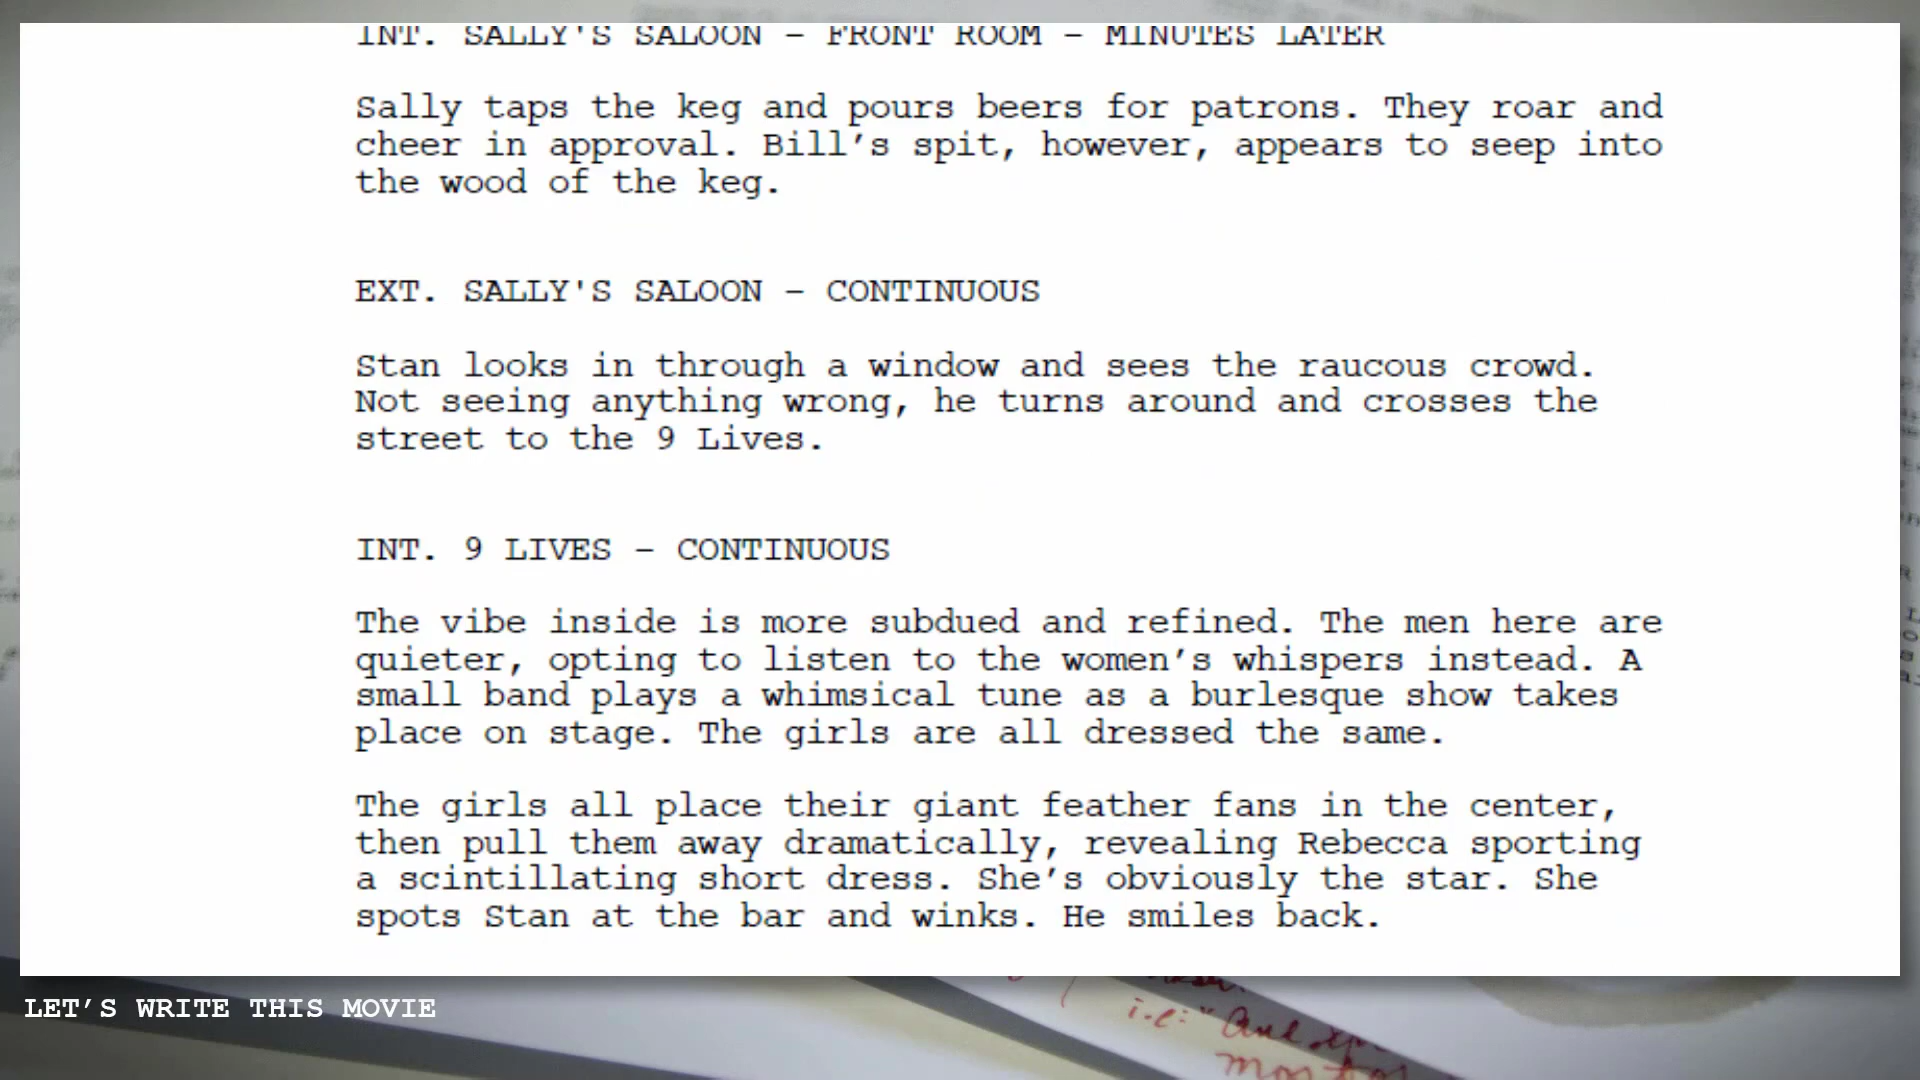 INT. SALLY'S SALOON – FRONT ROOM – MINUTES LATER
Sally taps the keg and pours beers for patrons. They roar and
cheer in approval. Bill’s spit, however, appears to seep into
the wood of the keg.
EXT. SALLY'S SALOON – CONTINUOUS
Stan looks in through a window and sees the raucous crowd.
Not seeing anything wrong, he turns around and crosses the
street to the 9 Lives.
INT. 9 LIVES – CONTINUOUS
The vibe inside is more subdued and refined. The men here are
quieter, opting to listen to the women’s whispers instead. A
small band plays a whimsical tune as a burlesque show takes
place on stage. The girls are all dressed the same.
The girls all place their giant feather fans in the center,
then pull them away dramatically, revealing Rebecca sporting
a scintillating short dress. She’s obviously the star. She
spots Stan at the bar and winks. He smiles back.
LET’S WRITE THIS MOVIE
i.e: "And